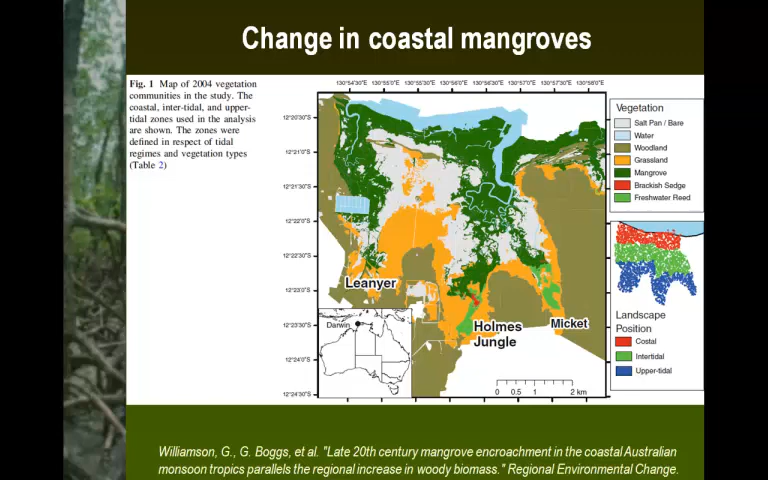 Change in coastal mangroves
Fig. 1 Map of 2004 vegetation
communities in the study. The
coastal, inter-tidal, and upper-
tidal zones used in the analysis
are shown. The zones were
defined in respect of tidal
regimes and vegetation types
(Table 2)
130°54'30"E 130°55'0"E 130°55'30"E 130°56'0"E 130°56'30"E 130°57'0"E 130°57'30"E 130°58'0"E
12°20'30"S
12°21'0"S
12°21'30"S
12°22'0"S
12°22'30"S
12°23'0"S
12°23'30"S
12°24'0"S
12°24'30"S
Leanyer
Holmes
Jungle
Micket
Darwin
0 0.5 1 2 km
Vegetation
Salt Pan / Bare
Water
Woodland
Grassland
Mangrove
Brackish Sedge
Freshwater Reed
Landscape
Position
Costal
Intertidal
Upper-tidal
Williamson, G., G. Boggs, et al. "Late 20th century mangrove encroachment in the coastal Australian
monsoon tropics parallels the regional increase in woody biomass." Regional Environmental Change.